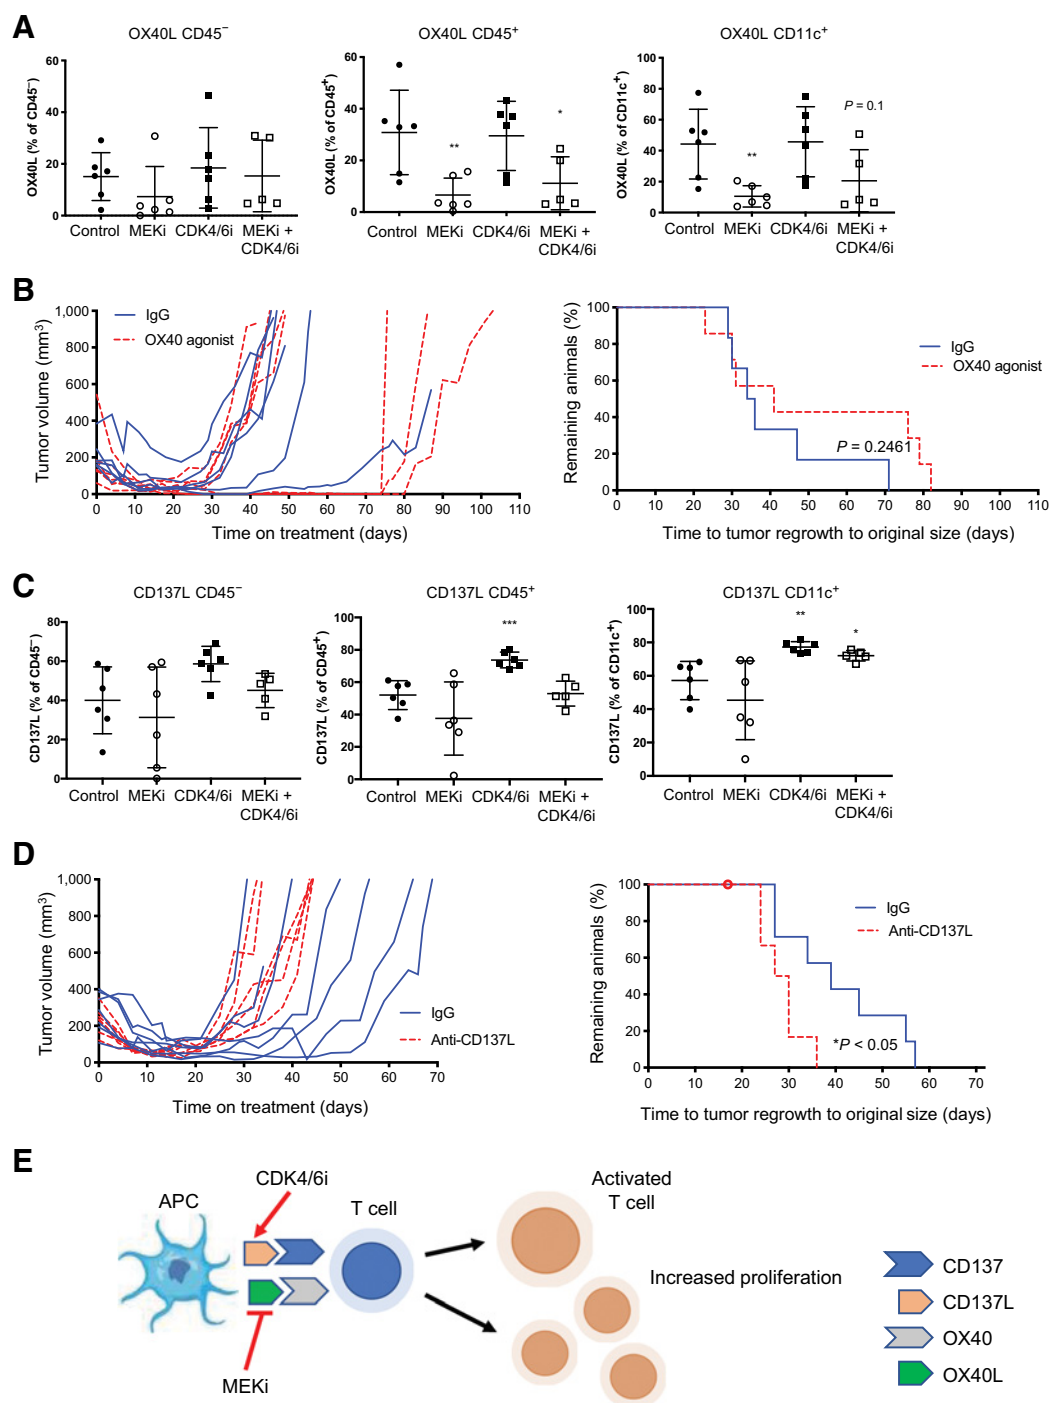 A
OX40L CD45⁻
OX40L (% of CD45⁻)
60
40
20
0
Control
MEKi
CDK4/6i
MEKi +
CDK4/6i
OX40L CD45⁺
OX40L (% of CD45⁺)
60
40
20
0
**
*
Control
MEKi
CDK4/6i
MEKi +
CDK4/6i
OX40L CD11c⁺
OX40L (% of CD11c⁺)
100
80
60
40
20
0
**
P = 0.1
Control
MEKi
CDK4/6i
MEKi +
CDK4/6i
B
Tumor volume (mm³)
1,000
800
600
400
200
0
IgG
OX40 agonist
0 10 20 30 40 50 60 70 80 90 100 110
Time on treatment (days)
Remaining animals (%)
100
80
60
40
20
0
IgG
OX40 agonist
P = 0.2461
0 10 20 30 40 50 60 70 80 90 100 110
Time to tumor regrowth to original size (days)
C
CD137L CD45⁻
CD137L (% of CD45⁻)
80
60
40
20
0
Control
MEKi
CDK4/6i
MEKi +
CDK4/6i
CD137L CD45⁺
CD137L (% of CD45⁺)
100
80
60
40
20
0
***
Control
MEKi
CDK4/6i
MEKi +
CDK4/6i
CD137L CD11c⁺
CD137L (% of CD11c⁺)
100
80
60
40
20
0
**
*
Control
MEKi
CDK4/6i
MEKi +
CDK4/6i
D
Tumor volume (mm³)
1,000
800
600
400
200
0
IgG
Anti-CD137L
0 10 20 30 40 50 60 70
Time on treatment (days)
Remaining animals (%)
100
80
60
40
20
0
IgG
Anti-CD137L
*P < 0.05
0 10 20 30 40 50 60 70
Time to tumor regrowth to original size (days)
E
CDK4/6i
APC
T cell
MEKi
Activated
T cell
Increased proliferation
CD137
CD137L
OX40
OX40L